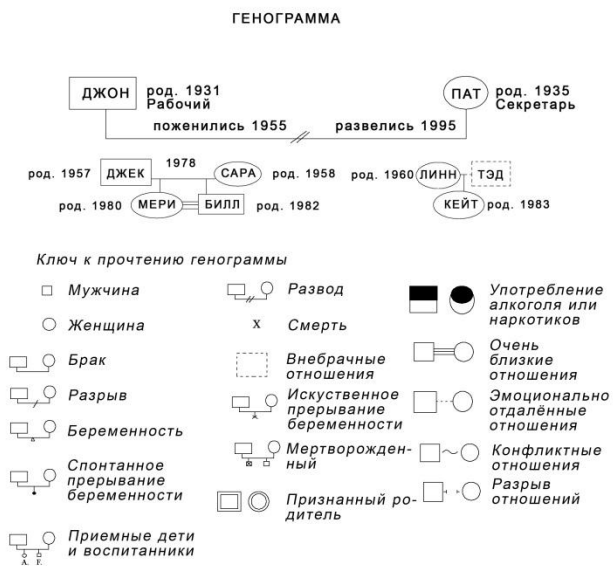 ГЕНОГРАММА
ДЖОН
род. 1931
Рабочий
ПАТ
род. 1935
Секретарь
поженились 1955
развелись 1995
род. 1957
ДЖЕК
1978
САРА
род. 1958
род. 1960
ЛИНН
ТЭД
род. 1980
МЕРИ
БИЛЛ
род. 1982
КЕЙТ
род. 1983
Ключ к прочтению генограммы
Мужчина
Женщина
Брак
Разрыв
Беременность
Спонтанное
прерывание
беременности
Приемные дети
и воспитанники
A. F.
Развод
x Смерть
Внебрачные
отношения
Искуственное
прерывание
беременности
Мертворожден-
ный
Признанный ро-
дитель
Употребление
алкоголя или
наркотиков
Очень
близкие
отношения
Эмоционально
отдалённые
отношения
Конфликтные
отношения
Разрыв
отношений